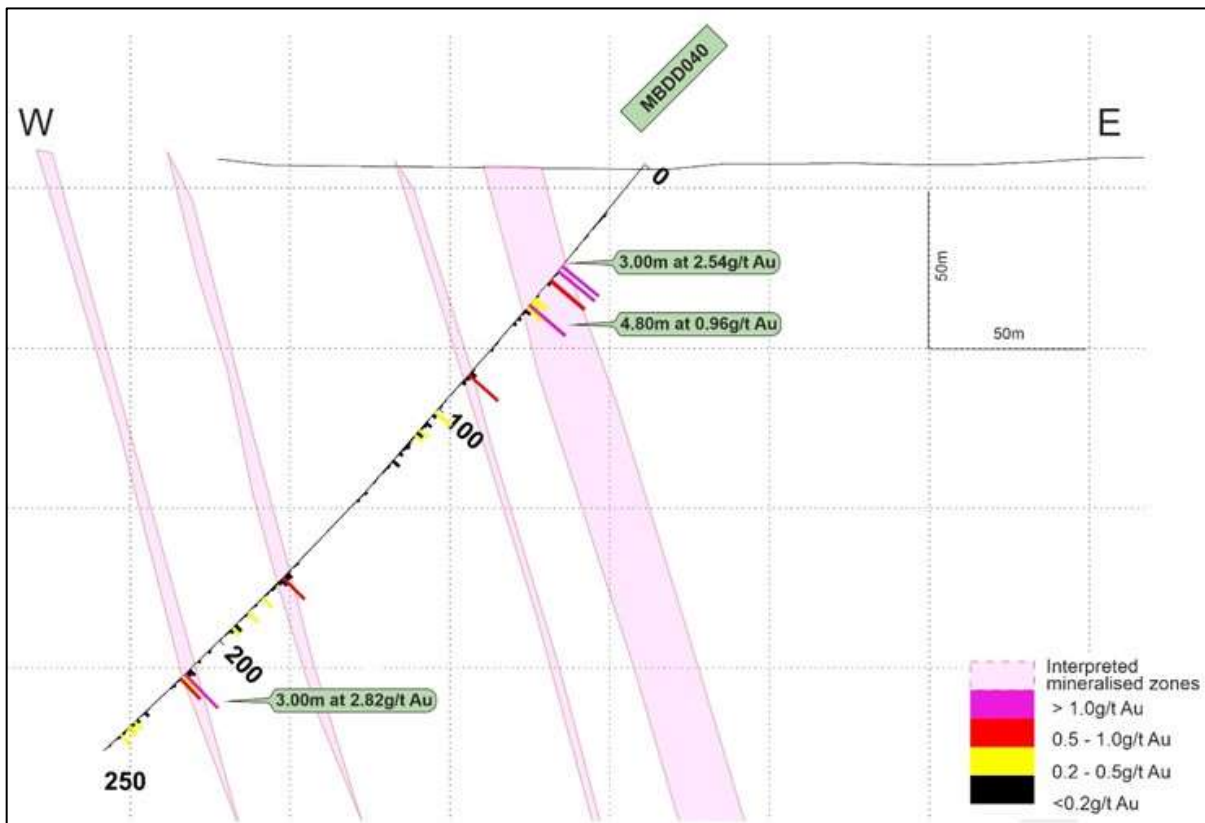 MBDD040
W
E
0
3.00m at 2.54g/t Au
50m
4.80m at 0.96g/t Au
50m
100
200
3.00m at 2.82g/t Au
250
Interpreted
mineralised zones
> 1.0g/t Au
0.5 - 1.0g/t Au
0.2 - 0.5g/t Au
<0.2g/t Au